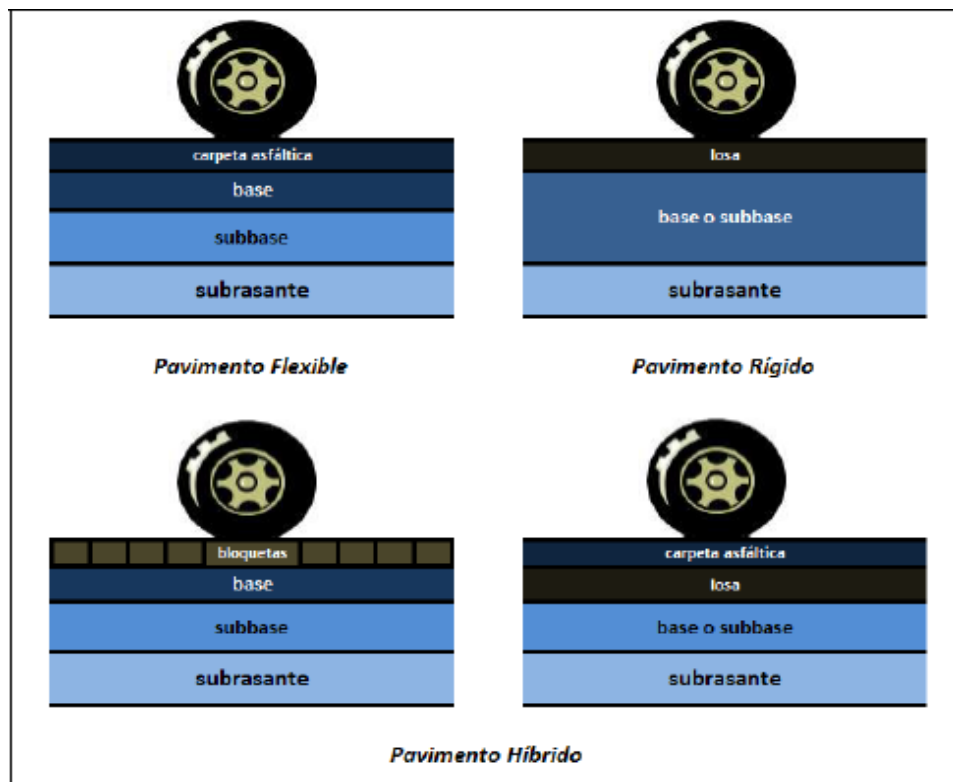 carpeta asfáltica
base
subbase
subrasante
Pavimento Flexible
losa
base o subbase
subrasante
Pavimento Rígido
bloquetas
base
subbase
subrasante
carpeta asfáltica
losa
base o subbase
subrasante
Pavimento Híbrido